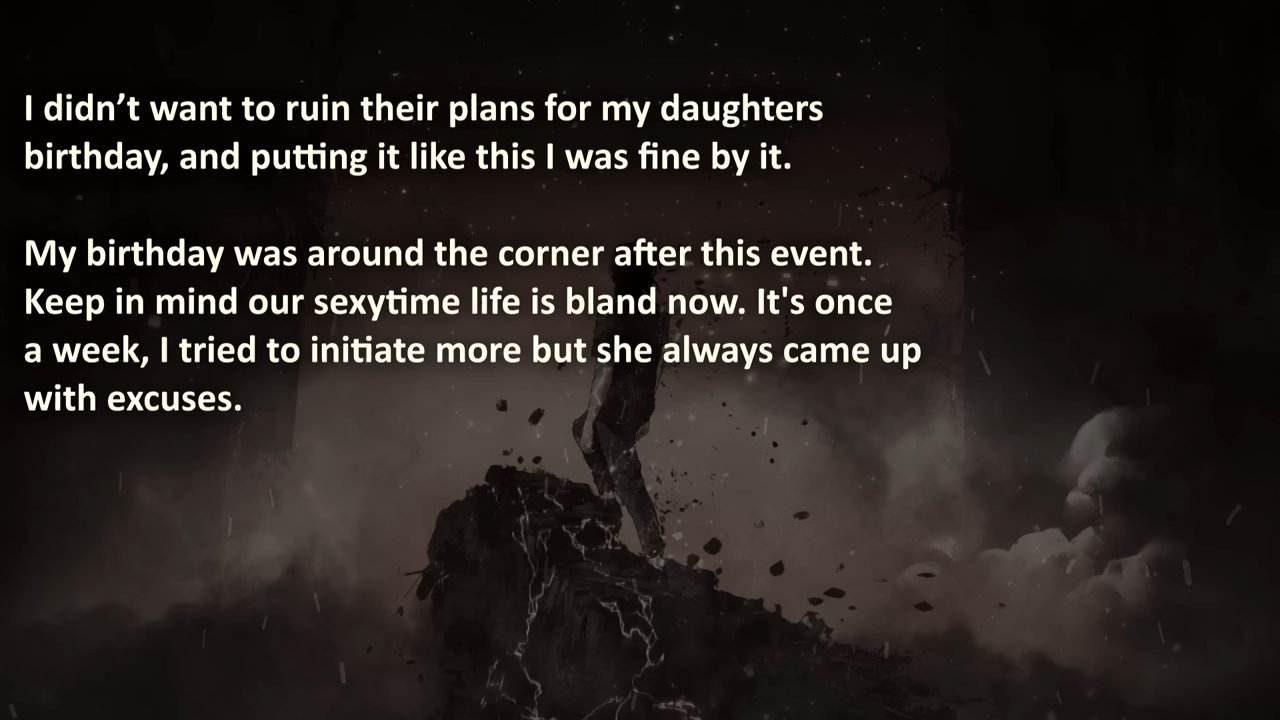 I didn’t want to ruin their plans for my daughters
birthday, and putting it like this I was fine by it.
My birthday was around the corner after this event.
Keep in mind our sexytime life is bland now. It's once
a week, I tried to initiate more but she always came up
with excuses.